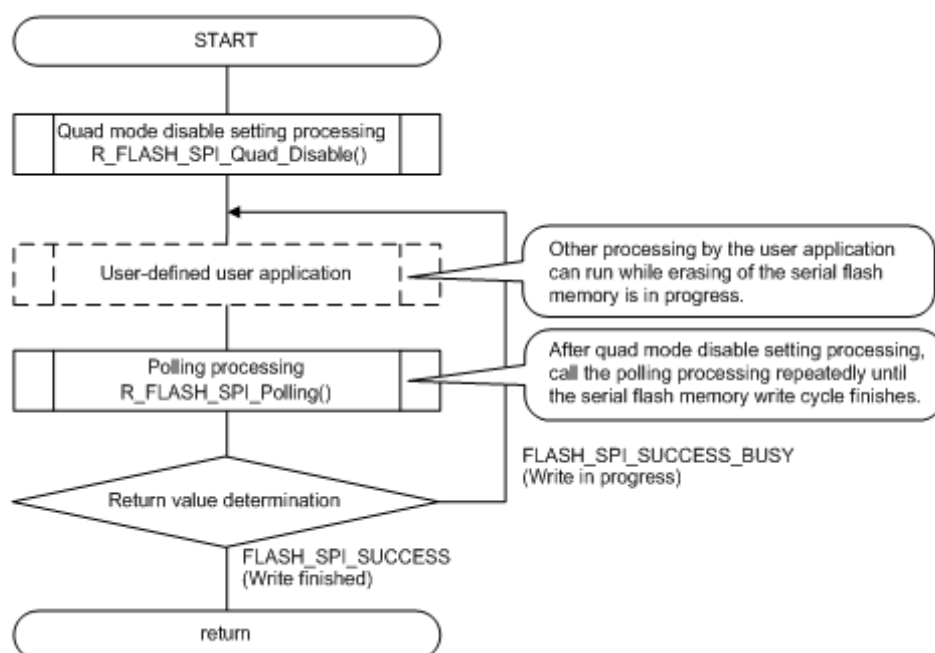 START
Quad mode disable setting processing
R_FLASH_SPI_Quad_Disable()
User-defined user application
Other processing by the user application
can run while erasing of the serial flash
memory is in progress.
Polling processing
R_FLASH_SPI_Polling()
After quad mode disable setting processing,
call the polling processing repeatedly until
the serial flash memory write cycle finishes.
Return value determination
FLASH_SPI_SUCCESS_BUSY
(Write in progress)
FLASH_SPI_SUCCESS
(Write finished)
return